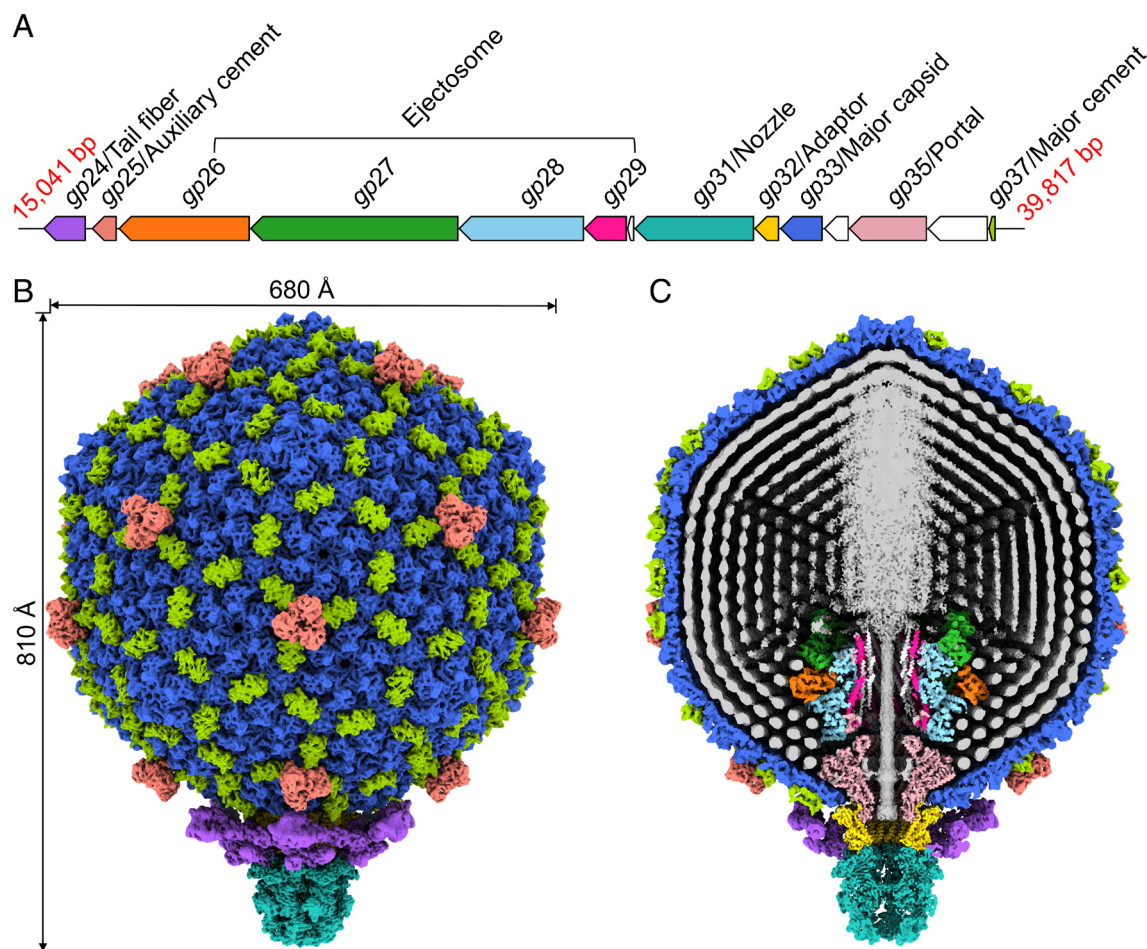 A
15,041 bp
gp24/Tail fiber
gp25/Auxiliary cement
gp26
Ejectosome
gp27
gp28
gp29
gp31/Nozzle
gp32/Adaptor
gp33/Major capsid
gp35/Portal
gp37/Major cement
39,817 bp
B
680 Å
C
810 Å